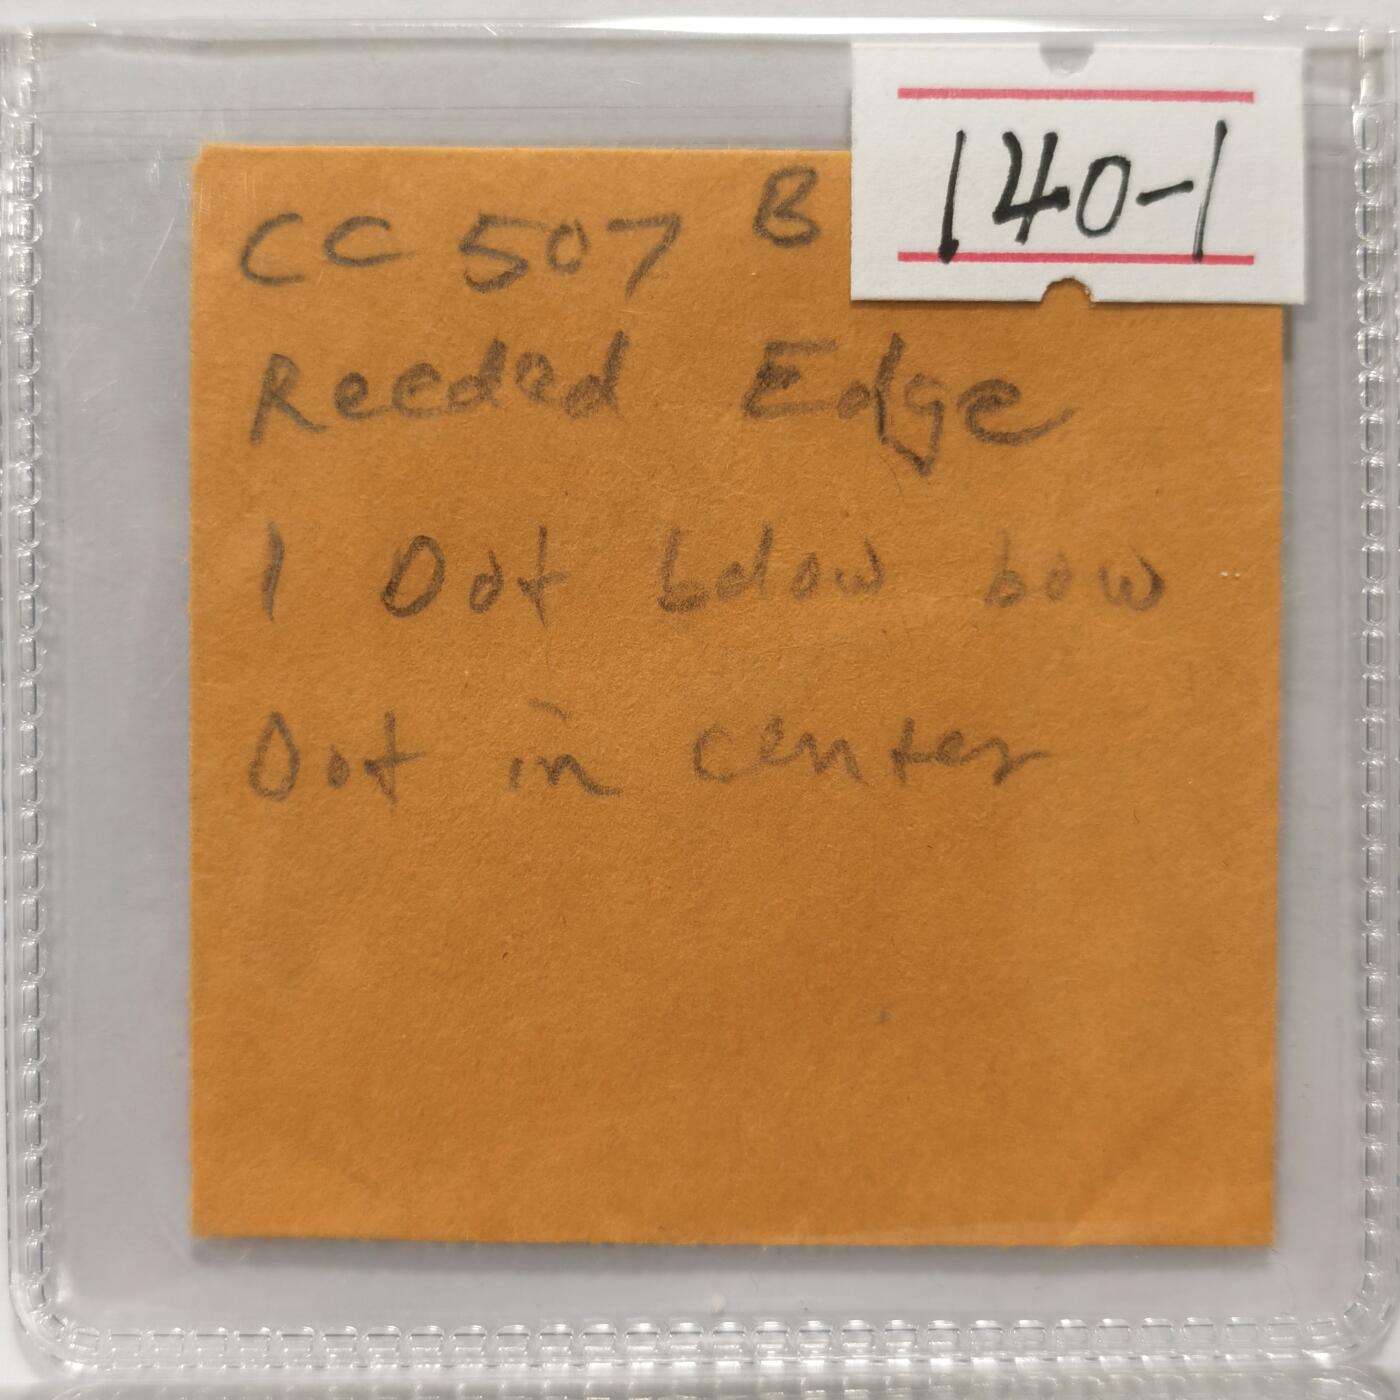 140-1
CC 507 B
Reeded Edge
1 Dot below bow
Dot in center